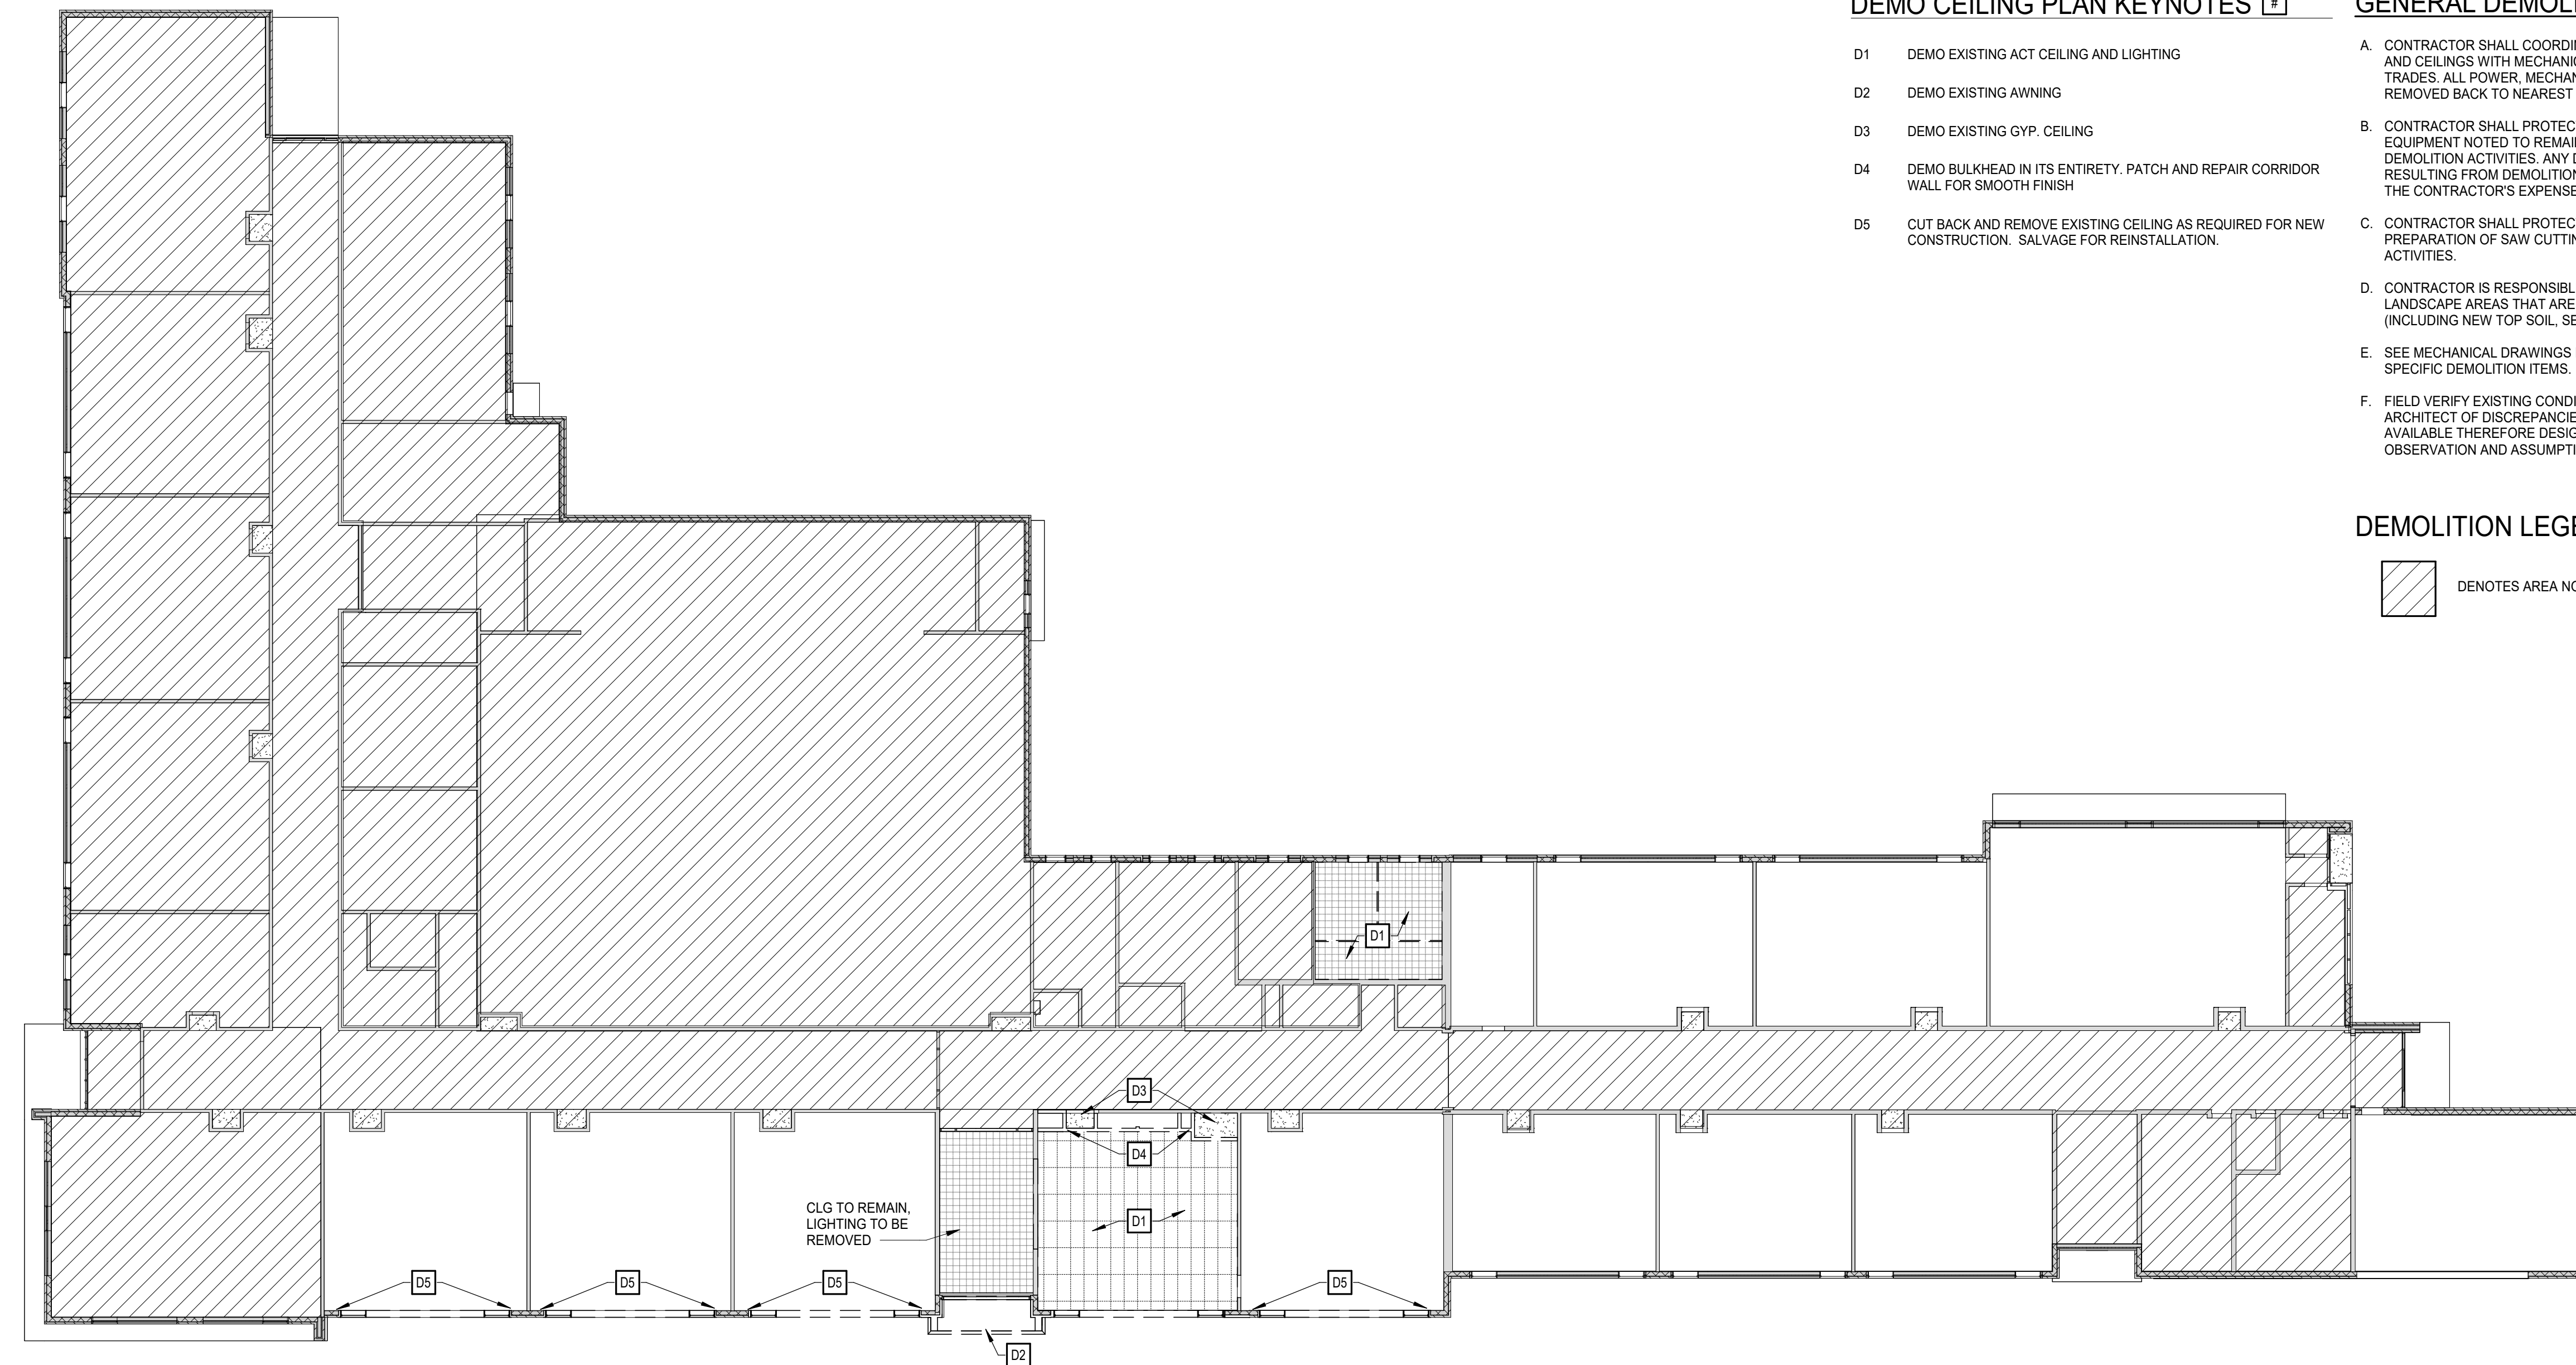 DEMO CEILING PLAN KEYNOTES #
D1 DEMO EXISTING ACT CEILING AND LIGHTING
D2 DEMO EXISTING AWNING
D3 DEMO EXISTING GYP. CEILING
D4 DEMO BULKHEAD IN ITS ENTIRETY. PATCH AND REPAIR CORRIDOR
WALL FOR SMOOTH FINISH
D5 CUT BACK AND REMOVE EXISTING CEILING AS REQUIRED FOR NEW
CONSTRUCTION. SALVAGE FOR REINSTALLATION.
GENERAL DEMOLI
A. CONTRACTOR SHALL COORDI
AND CEILINGS WITH MECHANI
TRADES. ALL POWER, MECHAN
REMOVED BACK TO NEAREST
B. CONTRACTOR SHALL PROTEC
EQUIPMENT NOTED TO REMAI
DEMOLITION ACTIVITIES. ANY
RESULTING FROM DEMOLITION
THE CONTRACTOR'S EXPENSE
C. CONTRACTOR SHALL PROTEC
PREPARATION OF SAW CUTTIN
ACTIVITIES.
D. CONTRACTOR IS RESPONSIBL
LANDSCAPE AREAS THAT ARE
(INCLUDING NEW TOP SOIL, SE
E. SEE MECHANICAL DRAWINGS
SPECIFIC DEMOLITION ITEMS.
F. FIELD VERIFY EXISTING CONDI
ARCHITECT OF DISCREPANCIE
AVAILABLE THEREFORE DESIG
OBSERVATION AND ASSUMPTI
DEMOLITION LEGE
DENOTES AREA NO
D1
D3
D4
CLG TO REMAIN,
LIGHTING TO BE
REMOVED
D1
D5
D5
D5
D5
D2